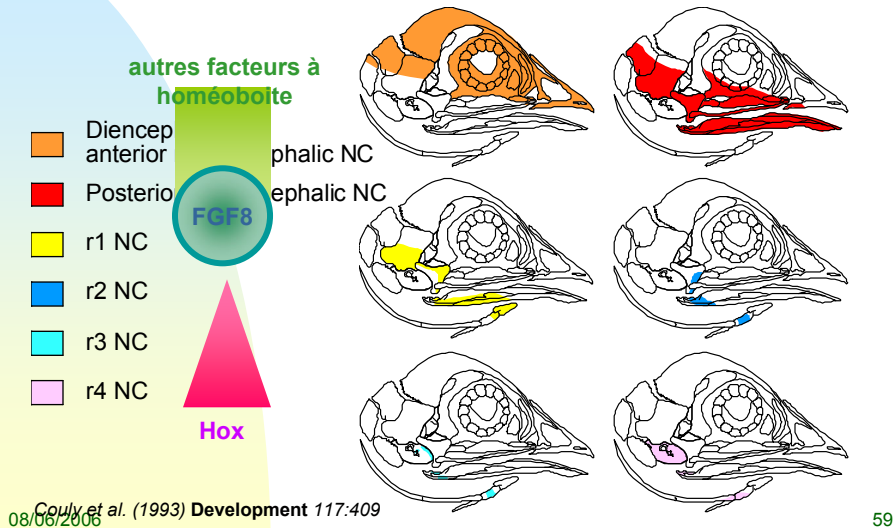 autres facteurs à
homéoboite
Diencep
anterior phalic NC
Posterio ephalic NC
FGF8
r1 NC
r2 NC
r3 NC
r4 NC
Hox
Couly et al. (1993) Development 117:409
08/06/2006
59